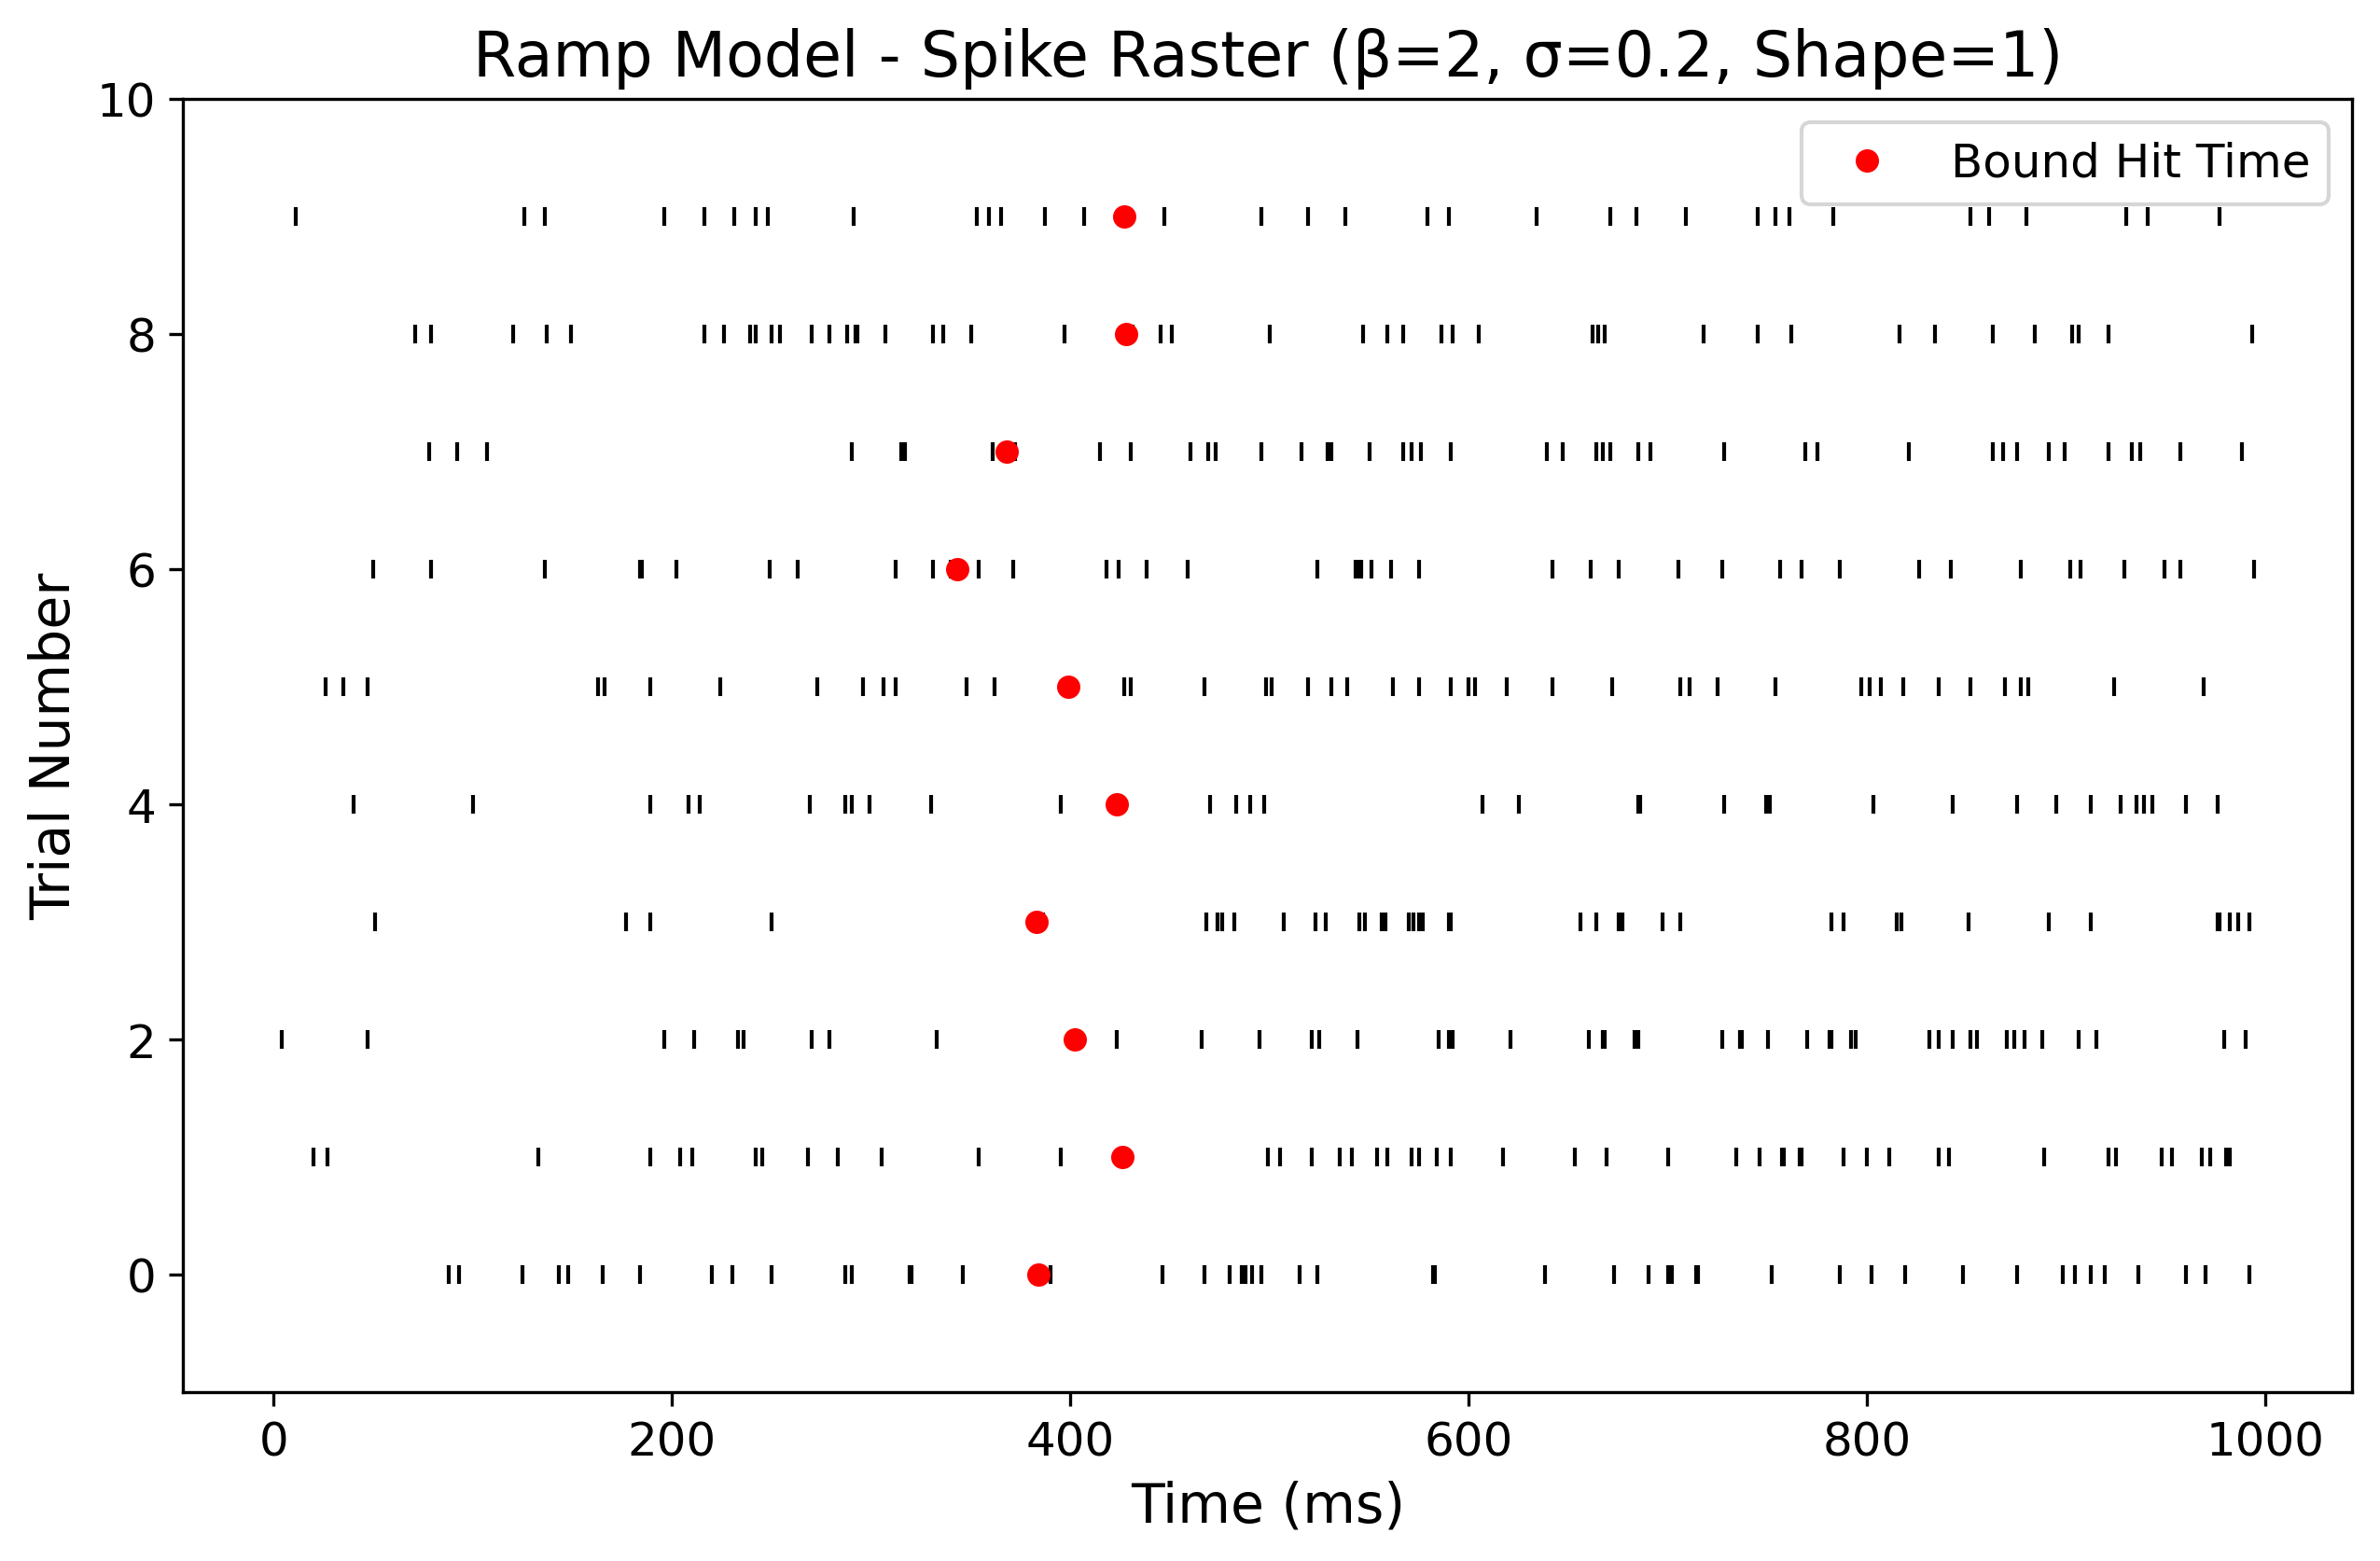 Ramp Model - Spike Raster (β=2, σ=0.2, Shape=1)
Bound Hit Time
10
8
6
4
2
0
Trial Number
0 200 400 600 800 1000
Time (ms)